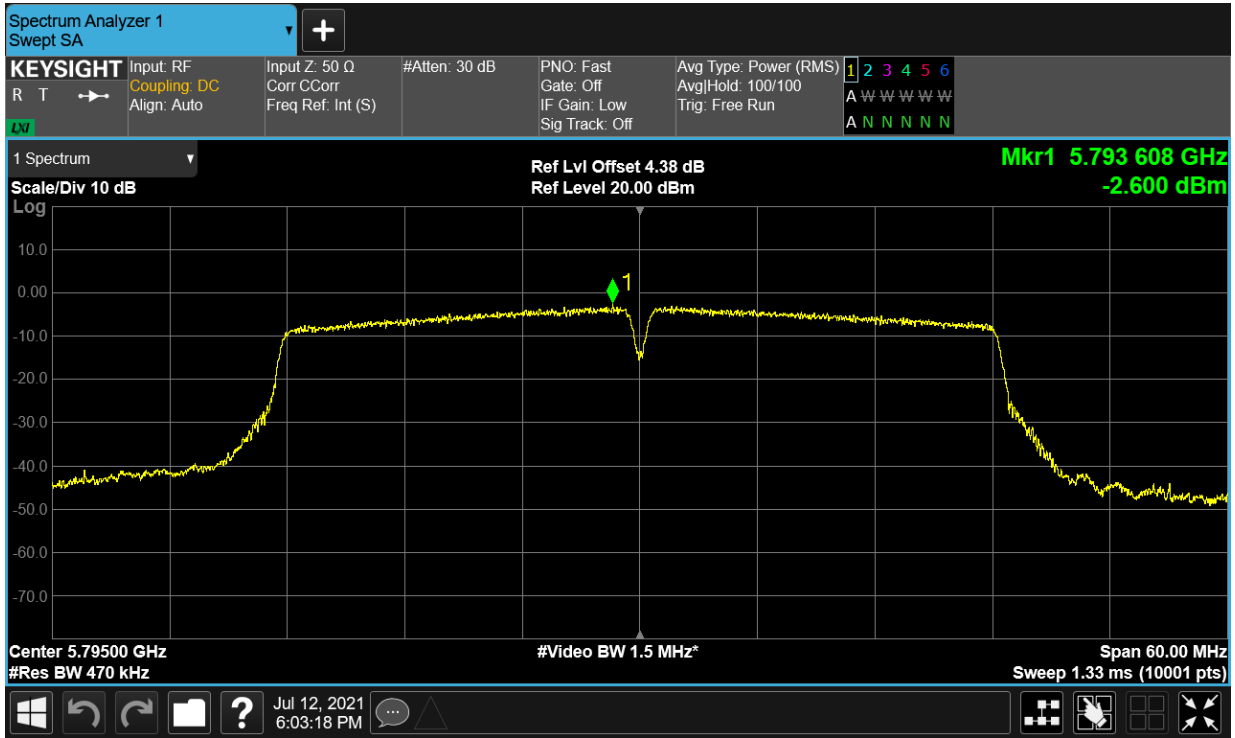 Spectrum Analyzer 1
Swept SA
KEYSIGHT
R T
LXI
Input: RF
Coupling: DC
Align: Auto
Input Z: 50 Ω
Corr CCorr
Freq Ref: Int (S)
#Atten: 30 dB
PNO: Fast
Gate: Off
IF Gain: Low
Sig Track: Off
Avg Type: Power (RMS)
Avg|Hold: 100/100
Trig: Free Run
1 2 3 4 5 6
A W W W W W
A N N N N N
1 Spectrum
Scale/Div 10 dB
Log
Ref Lvl Offset 4.38 dB
Ref Level 20.00 dBm
Mkr1 5.793 608 GHz
-2.600 dBm
1
10.0
0.00
-10.0
-20.0
-30.0
-40.0
-50.0
-60.0
-70.0
Center 5.79500 GHz
#Res BW 470 kHz
#Video BW 1.5 MHz*
Span 60.00 MHz
Sweep 1.33 ms (10001 pts)
?
Jul 12, 2021
6:03:18 PM